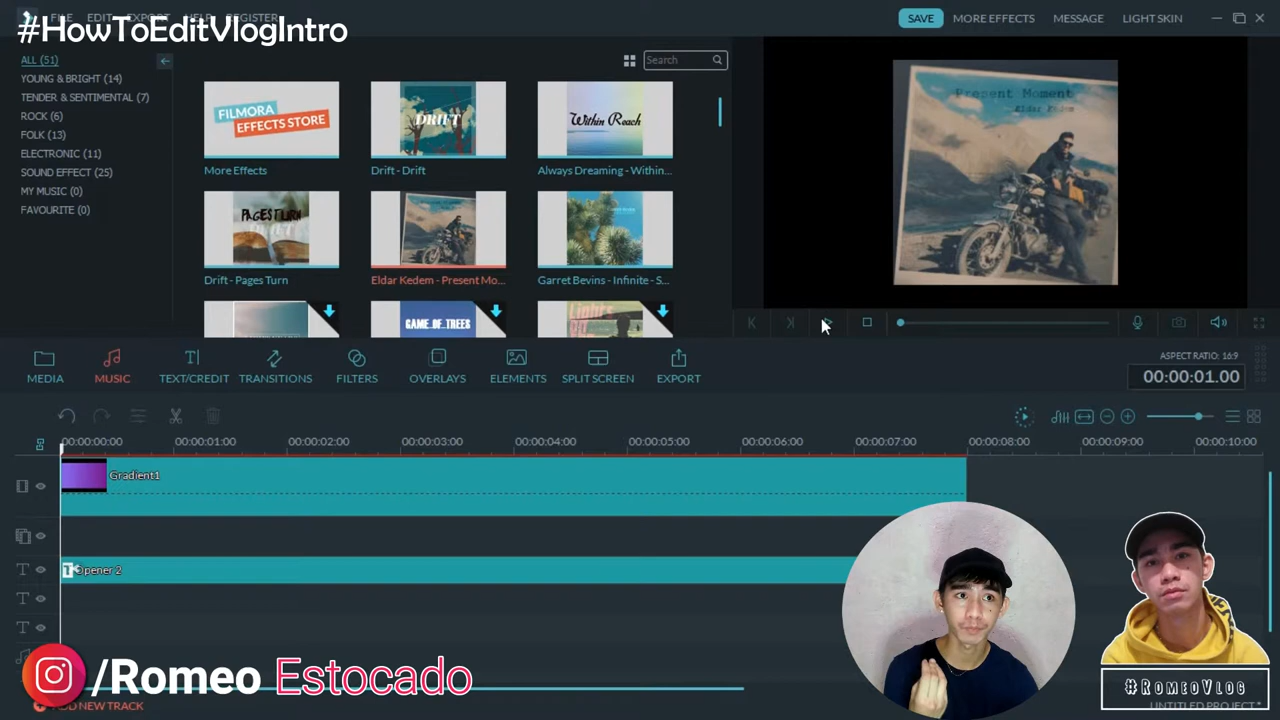 FILE EDIT EXPORT HELP REGISTER
#HowToEditVlogIntro
SAVE
MORE EFFECTS
MESSAGE
LIGHT SKIN
ALL (51)
YOUNG & BRIGHT (14)
TENDER & SENTIMENTAL (7)
ROCK (6)
FOLK (13)
ELECTRONIC (11)
SOUND EFFECT (25)
MY MUSIC (0)
FAVOURITE (0)
Search
FILMORA
EFFECTS STORE
DRIFT
Within Reach
More Effects
Drift - Drift
Always Dreaming - Within...
PAGES TURN
DRIFT
Drift - Pages Turn
Eldar Kedem - Present Mo...
Garret Bevins - Infinite - S...
GAME OF TREES
Present Moment
Eldar Kedem
MEDIA
MUSIC
TEXT/CREDIT
TRANSITIONS
FILTERS
OVERLAYS
ELEMENTS
SPLIT SCREEN
EXPORT
ASPECT RATIO: 16:9
00:00:01.00
00:00:00:00
00:00:01:00
00:00:02:00
00:00:03:00
00:00:04:00
00:00:05:00
00:00:06:00
00:00:07:00
00:00:08:00
00:00:09:00
00:00:10:00
Gradient1
Opener 2
/Romeo Estocado
ADD NEW TRACK
#ROMEOVLOG
UNTITLED PROJECT *